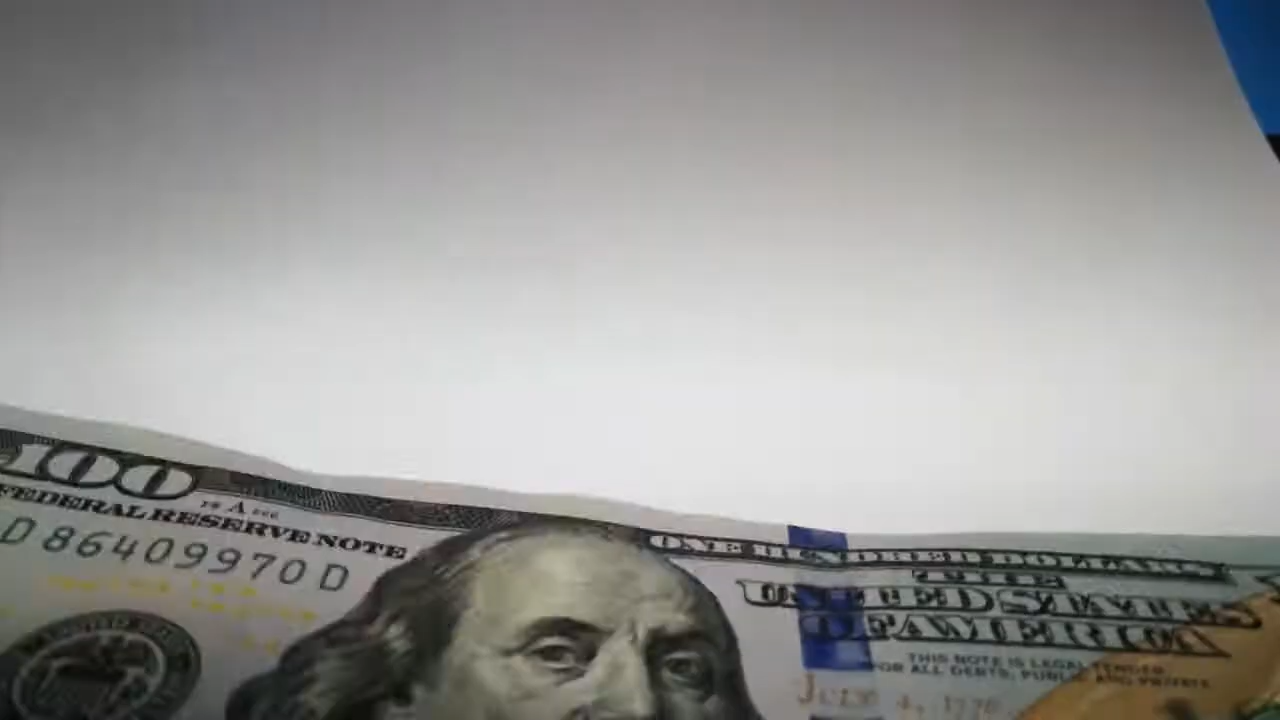 100
FEDERAL RESERVE NOTE
D 86409970 D
ONE HUNDRED DOLLARS
THE
UNITED STATES
OF AMERICA
THIS NOTE IS LEGAL TENDER
FOR ALL DEBTS, PUBLIC AND PRIVATE